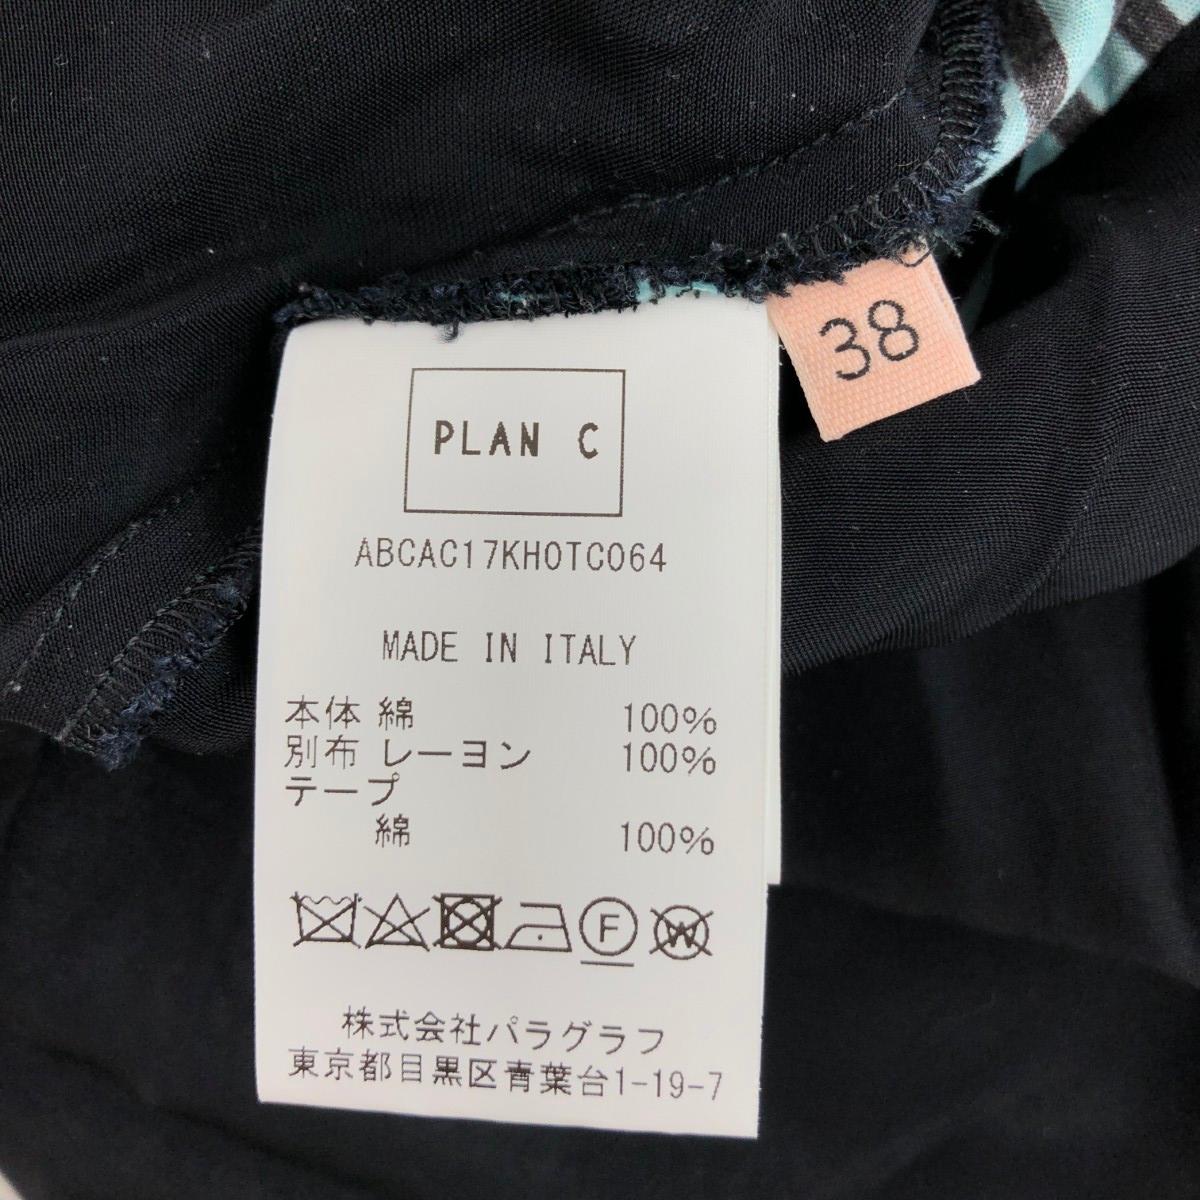 38
PLAN C
ABCAC17KH0TC064
MADE IN ITALY
本体 綿 100%
別布 レーヨン 100%
テープ
綿 100%
F
W
株式会社パラグラフ
東京都目黒区青葉台1-19-7